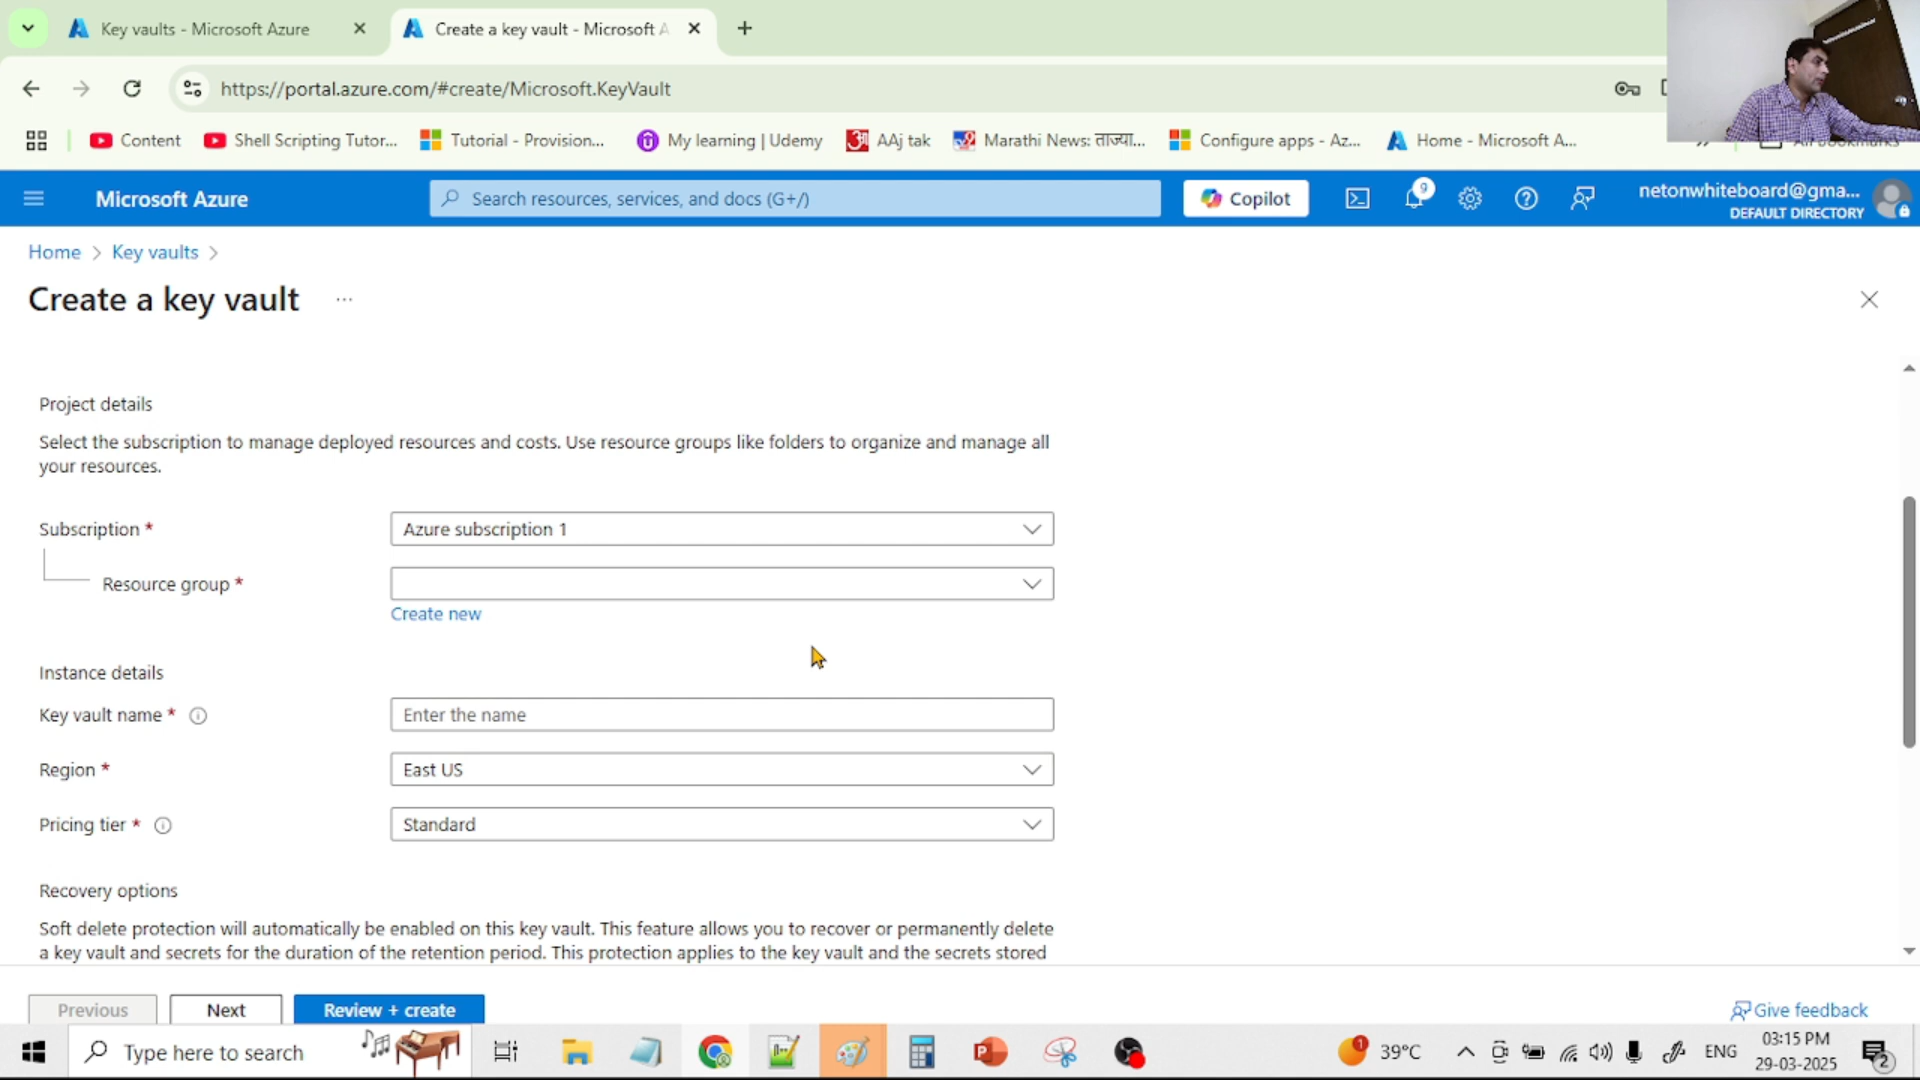 Key vaults - Microsoft Azure
Create a key vault - Microsoft A
https://portal.azure.com/#create/Microsoft.KeyVault
Content
Shell Scripting Tutor...
Tutorial - Provision...
My learning | Udemy
AAj tak
Marathi News: ताज्या...
Configure apps - Az...
Home - Microsoft A...
All Bookmarks
Microsoft Azure
Search resources, services, and docs (G+/)
Copilot
9
netonwhiteboard@gma...
DEFAULT DIRECTORY
Home > Key vaults >
Create a key vault ...
Project details
Select the subscription to manage deployed resources and costs. Use resource groups like folders to organize and manage all
your resources.
Subscription *
Azure subscription 1
Resource group *
Create new
Instance details
Key vault name *
Enter the name
Region *
East US
Pricing tier *
Standard
Recovery options
Soft delete protection will automatically be enabled on this key vault. This feature allows you to recover or permanently delete
a key vault and secrets for the duration of the retention period. This protection applies to the key vault and the secrets stored
Previous
Next
Review + create
Give feedback
Type here to search
1
39°C
ENG
03:15 PM
29-03-2025
2